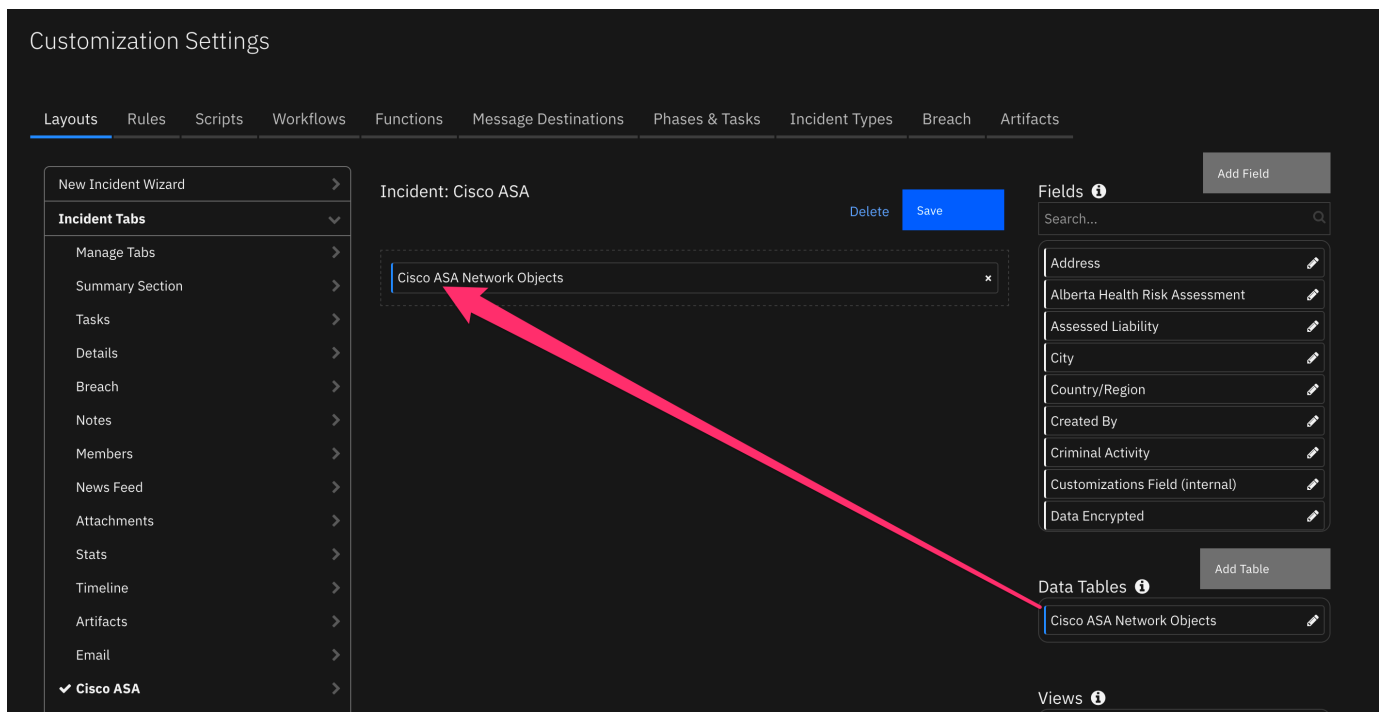 Customization Settings
Layouts Rules Scripts Workflows Functions Message Destinations Phases & Tasks Incident Types Breach Artifacts
New Incident Wizard
Incident Tabs
Manage Tabs
Summary Section
Tasks
Details
Breach
Notes
Members
News Feed
Attachments
Stats
Timeline
Artifacts
Email
Cisco ASA
Incident: Cisco ASA
Delete Save
Cisco ASA Network Objects
Add Field
Fields
Search...
Address
Alberta Health Risk Assessment
Assessed Liability
City
Country/Region
Created By
Criminal Activity
Customizations Field (internal)
Data Encrypted
Add Table
Data Tables
Cisco ASA Network Objects
Views